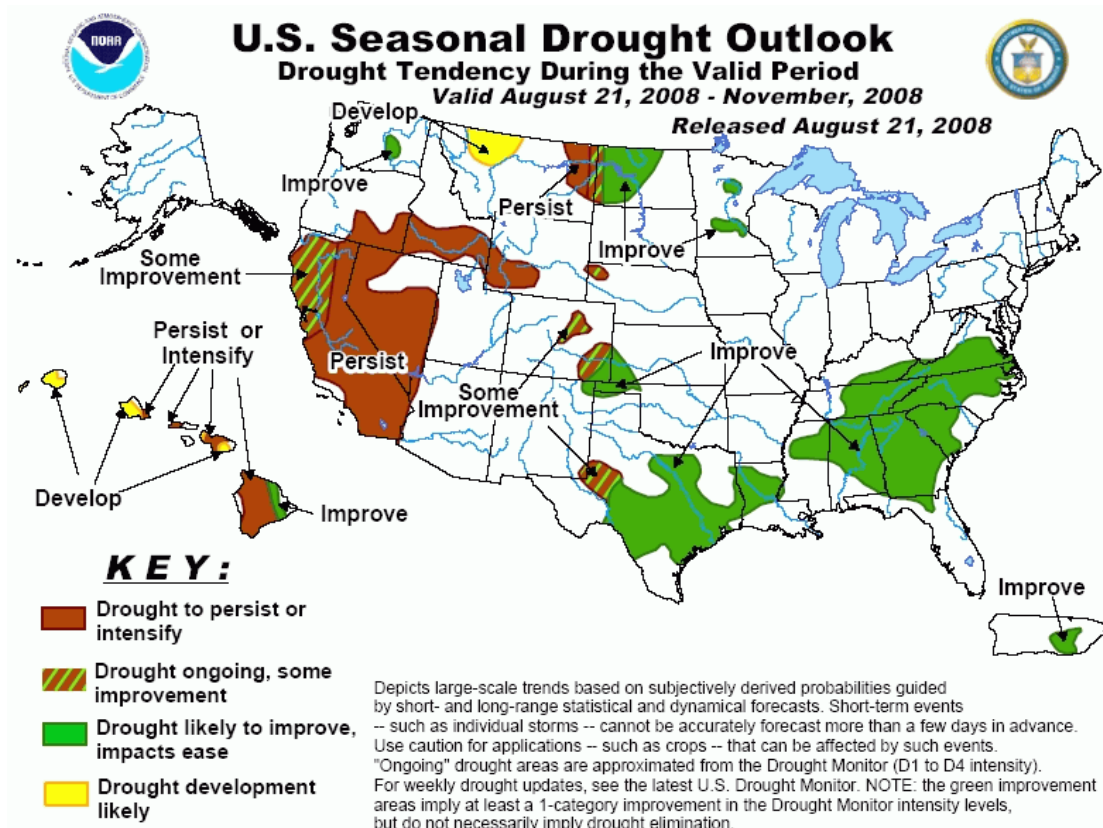 U.S. Seasonal Drought Outlook
Drought Tendency During the Valid Period
Valid August 21, 2008 - November, 2008
Released August 21, 2008
NOAA
Develop
Improve
Persist
Improve
Some
Improvement
Persist or
Intensify
Persist
Improve
Some
Improvement
Develop
Improve
Improve
KEY:
Drought to persist or
intensify
Drought ongoing, some
improvement
Drought likely to improve,
impacts ease
Drought development
likely
Depicts large-scale trends based on subjectively derived probabilities guided
by short- and long-range statistical and dynamical forecasts. Short-term events
-- such as individual storms -- cannot be accurately forecast more than a few days in advance.
Use caution for applications -- such as crops -- that can be affected by such events.
"Ongoing" drought areas are approximated from the Drought Monitor (D1 to D4 intensity).
For weekly drought updates, see the latest U.S. Drought Monitor. NOTE: the green improvement
areas imply at least a 1-category improvement in the Drought Monitor intensity levels,
but do not necessarily imply drought elimination.